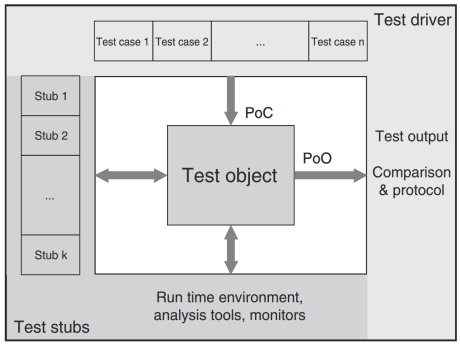 Test driver
Test case 1 Test case 2 ... Test case n
Stub 1
Stub 2
...
Stub k
PoC
Test object
PoO
Test output
Comparison
& protocol
Run time environment,
analysis tools, monitors
Test stubs